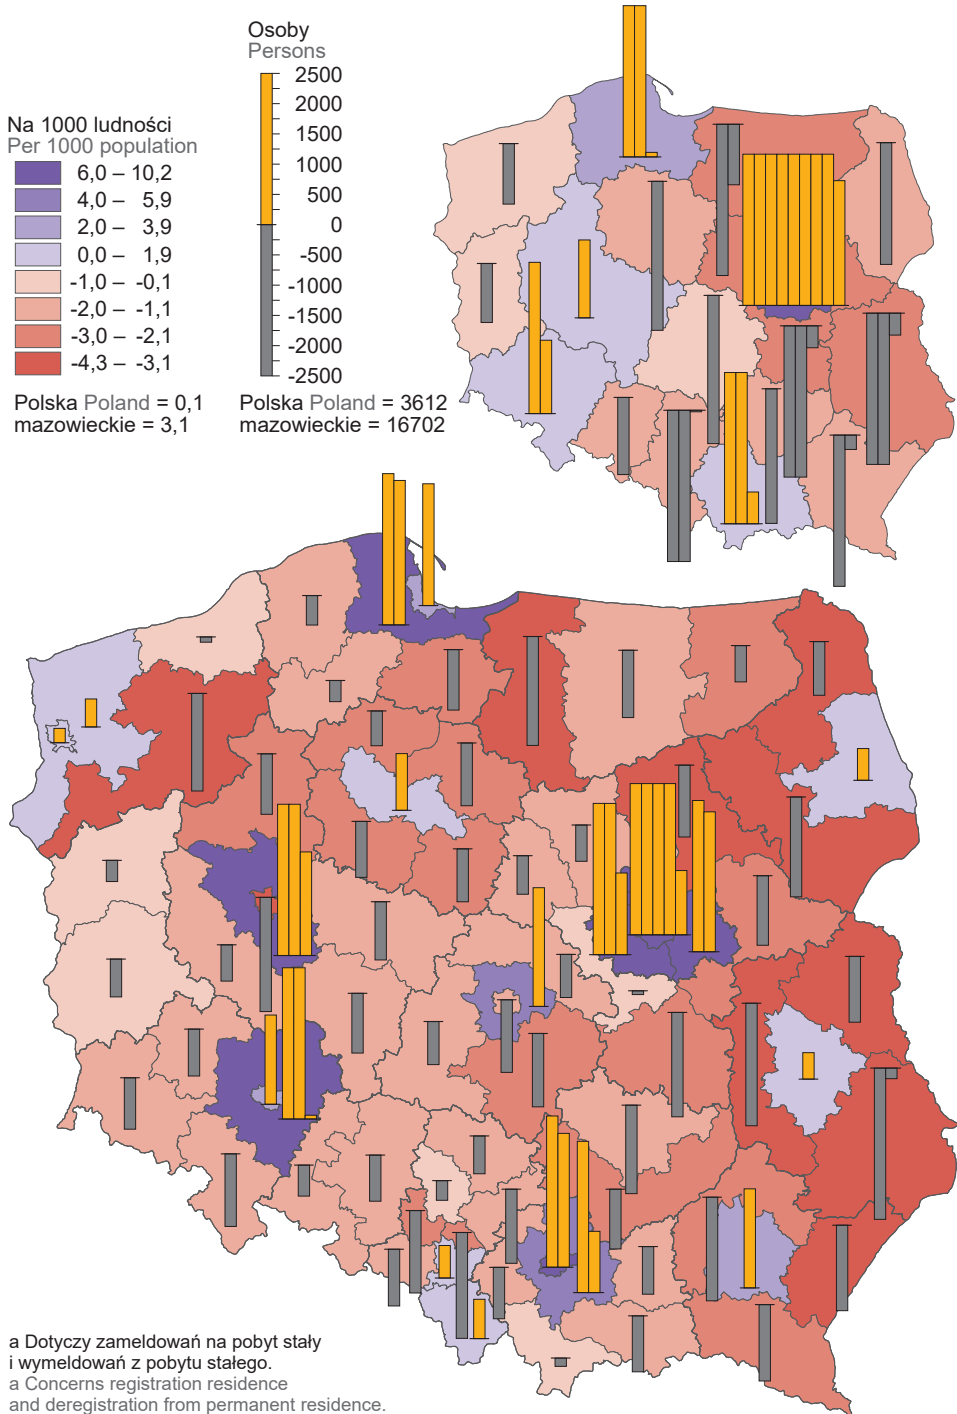 Osoby
Persons
2500
2000
1500
1000
500
0
-500
-1000
-1500
-2000
-2500
Na 1000 ludności
Per 1000 population
6,0 – 10,2
4,0 – 5,9
2,0 – 3,9
0,0 – 1,9
-1,0 – -0,1
-2,0 – -1,1
-3,0 – -2,1
-4,3 – -3,1
Polska Poland = 0,1
mazowieckie = 3,1
Polska Poland = 3612
mazowieckie = 16702
a Dotyczy zameldowań na pobyt stały
i wymeldowań z pobytu stałego.
a Concerns registration residence
and deregistration from permanent residence.